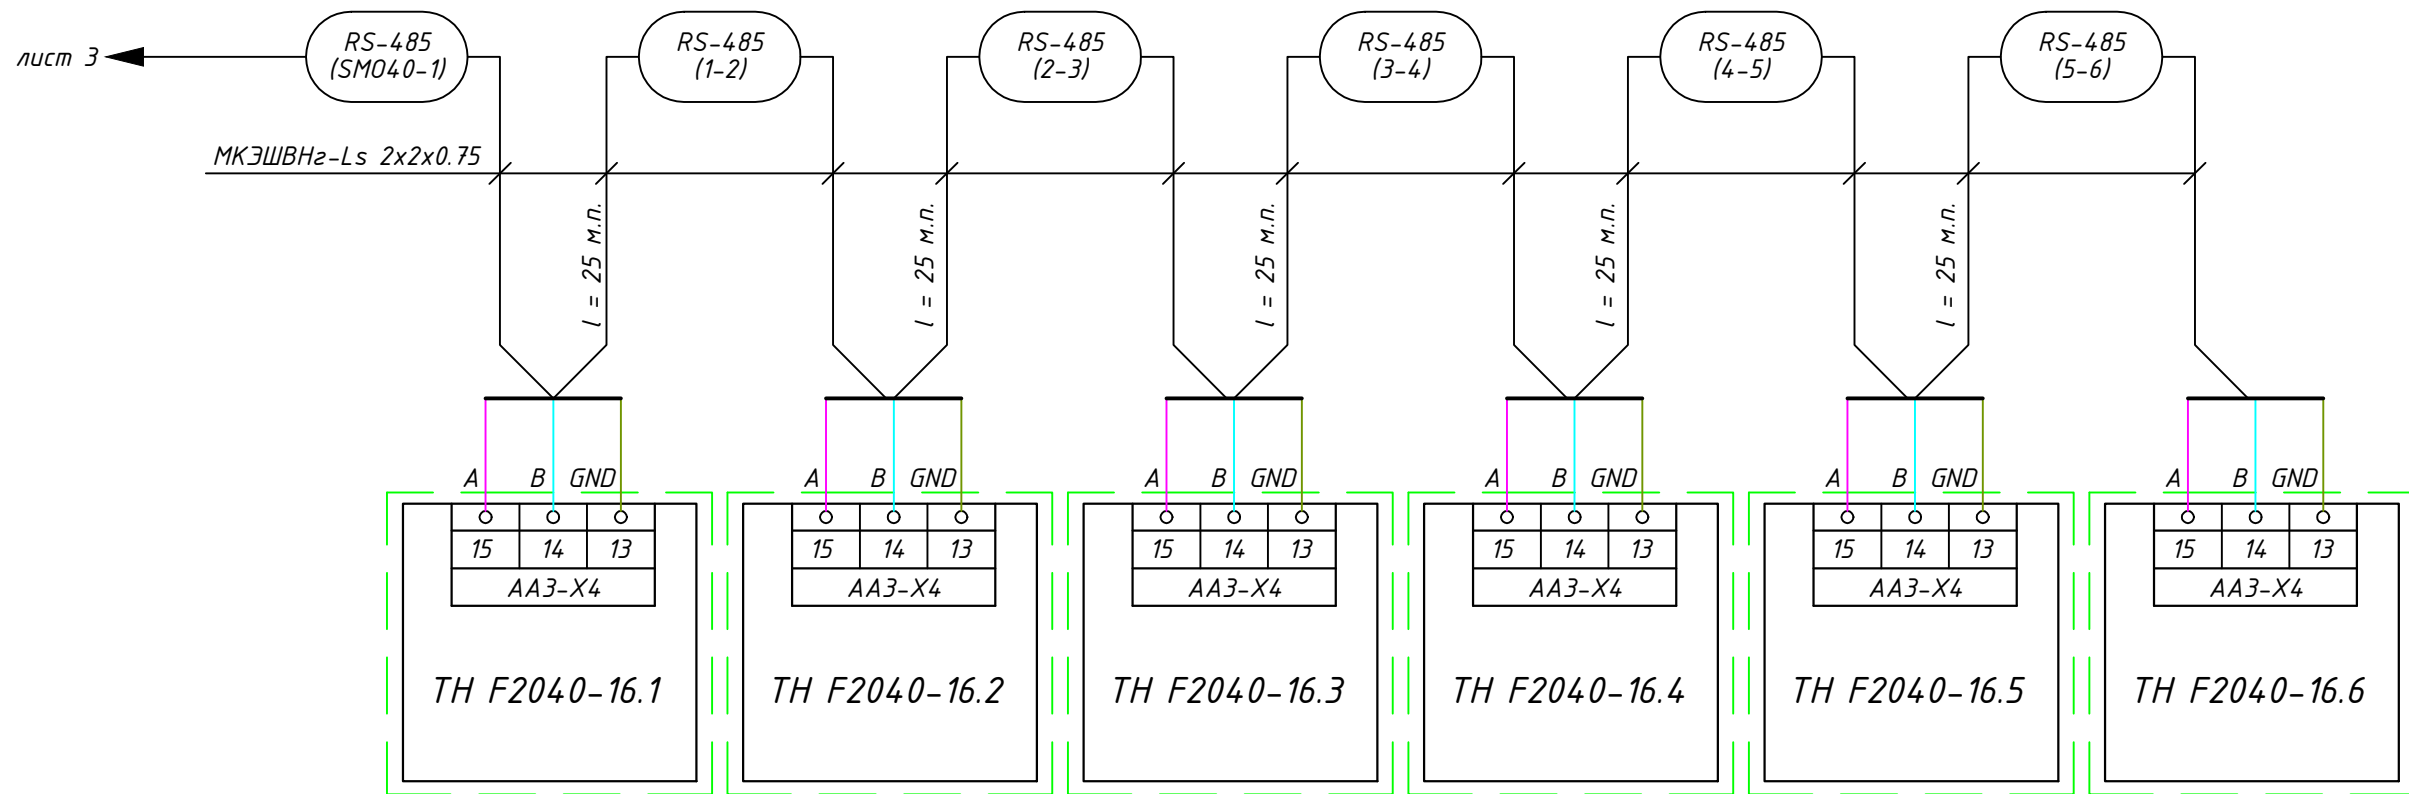 лист 3
RS-485
(SMO40-1)
RS-485
(1-2)
RS-485
(2-3)
RS-485
(3-4)
RS-485
(4-5)
RS-485
(5-6)
МКЭШВНг-Ls 2x2x0.75
l = 25 м.п.
l = 25 м.п.
l = 25 м.п.
l = 25 м.п.
l = 25 м.п.
A B GND
A B GND
A B GND
A B GND
A B GND
A B GND
15 14 13
15 14 13
15 14 13
15 14 13
15 14 13
15 14 13
AA3-X4
AA3-X4
AA3-X4
AA3-X4
AA3-X4
AA3-X4
TH F2040-16.1
TH F2040-16.2
TH F2040-16.3
TH F2040-16.4
TH F2040-16.5
TH F2040-16.6